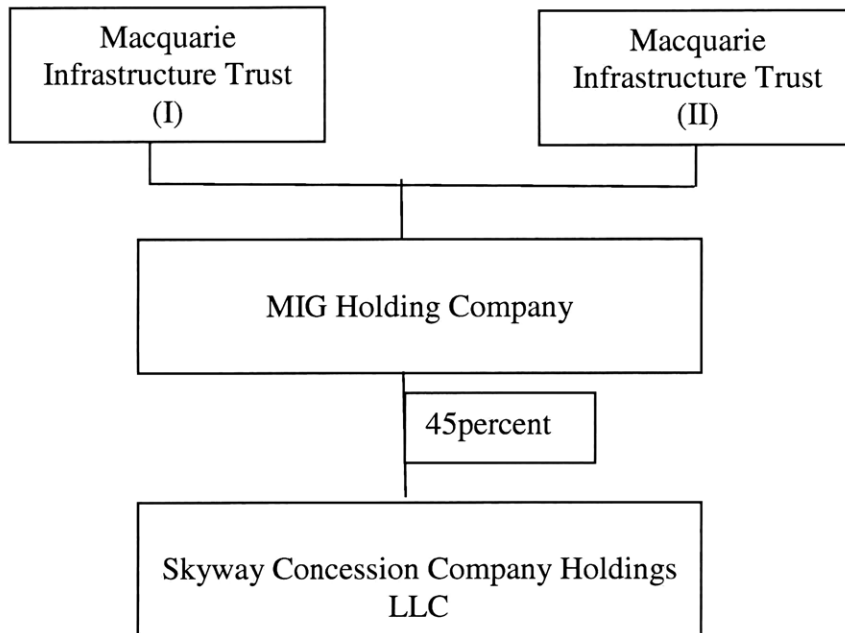 Macquarie
Infrastructure Trust
(I)
Macquarie
Infrastructure Trust
(II)
MIG Holding Company
45percent
Skyway Concession Company Holdings
LLC